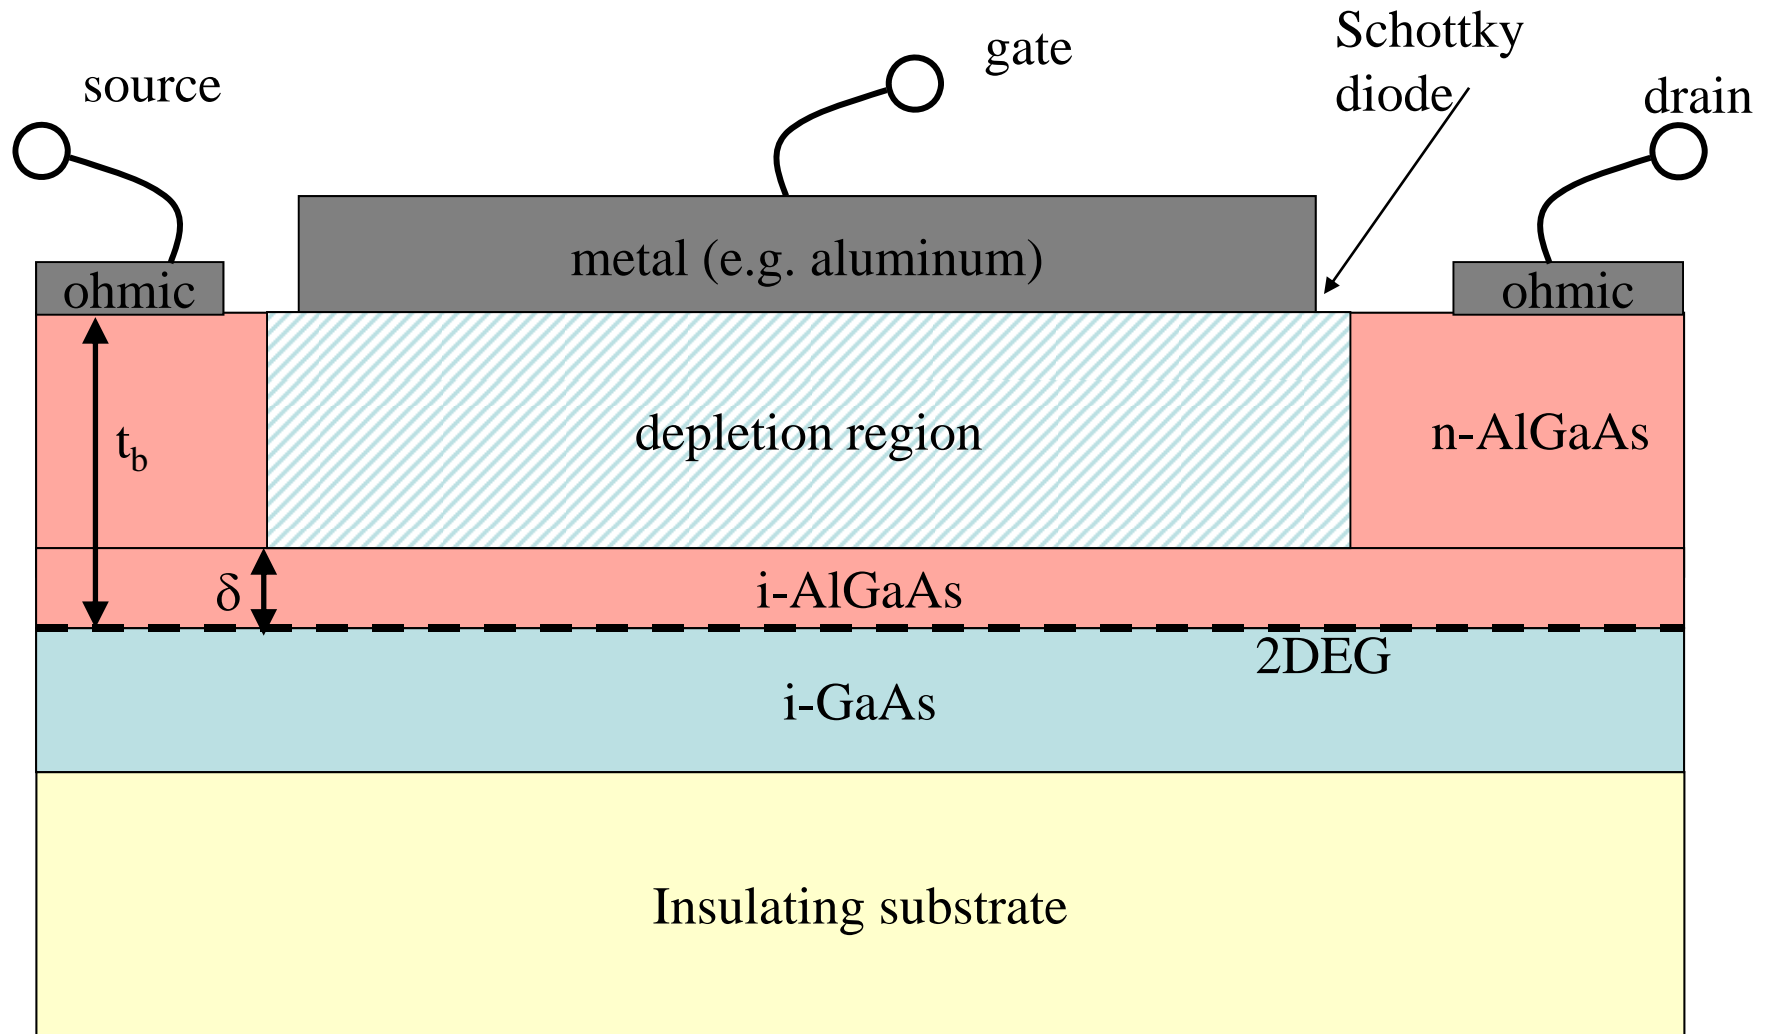 Schottky
diode
gate
source
drain
metal (e.g. aluminum)
ohmic
ohmic
t_b
depletion region
n-AlGaAs
δ
i-AlGaAs
2DEG
i-GaAs
Insulating substrate